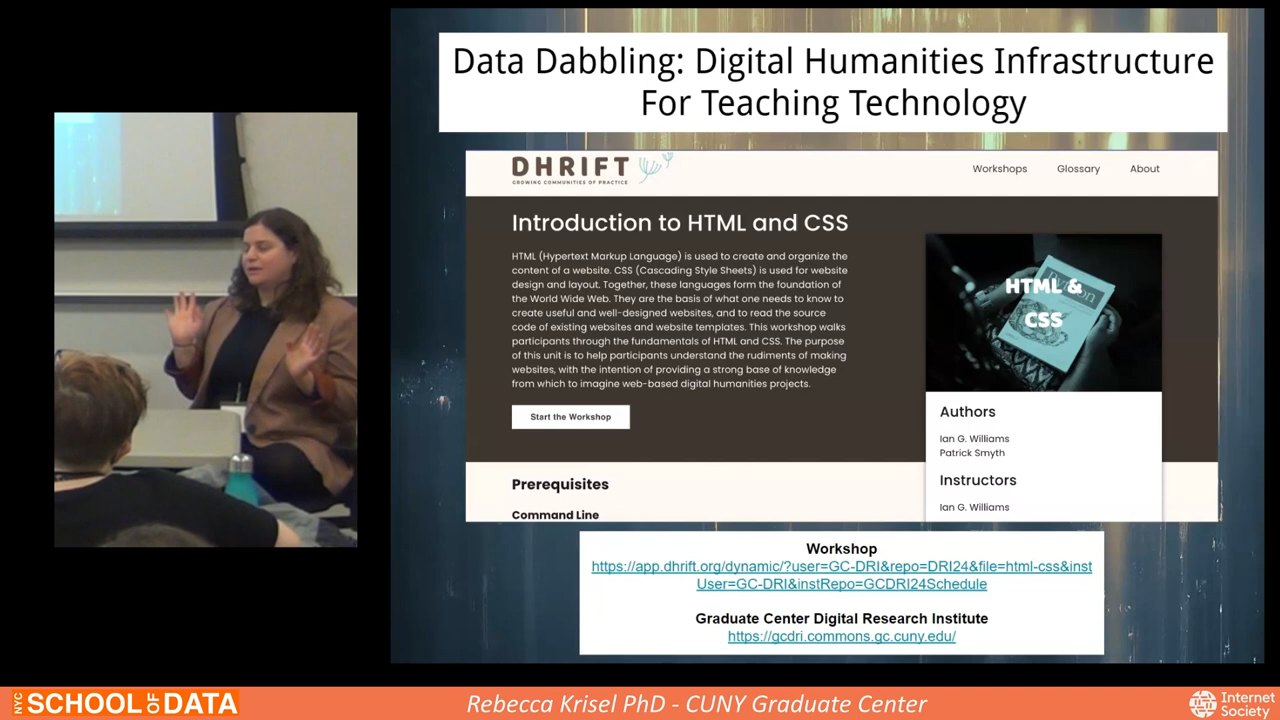 Data Dabbling: Digital Humanities Infrastructure
For Teaching Technology
DHRIFT
GROWING COMMUNITIES OF PRACTICE
Workshops Glossary About
Introduction to HTML and CSS
HTML (Hypertext Markup Language) is used to create and organize the
content of a website. CSS (Cascading Style Sheets) is used for website
design and layout. Together, these languages form the foundation of
the World Wide Web. They are the basis of what one needs to know to
create useful and well-designed websites, and to read the source
code of existing websites and website templates. This workshop walks
participants through the fundamentals of HTML and CSS. The purpose
of this unit is to help participants understand the rudiments of making
websites, with the intention of providing a strong base of knowledge
from which to imagine web-based digital humanities projects.
Start the Workshop
HTML &
CSS
Authors
Ian G. Williams
Patrick Smyth
Instructors
Ian G. Williams
Prerequisites
Command Line
Workshop
https://app.dhrift.org/dynamic/?user=GC-DRI&repo=DRI24&file=html-css&inst
User=GC-DRI&instRepo=GCDRI24Schedule
Graduate Center Digital Research Institute
https://gcdri.commons.gc.cuny.edu/
NYC SCHOOL OF DATA
Rebecca Krisel PhD - CUNY Graduate Center
Internet
Society